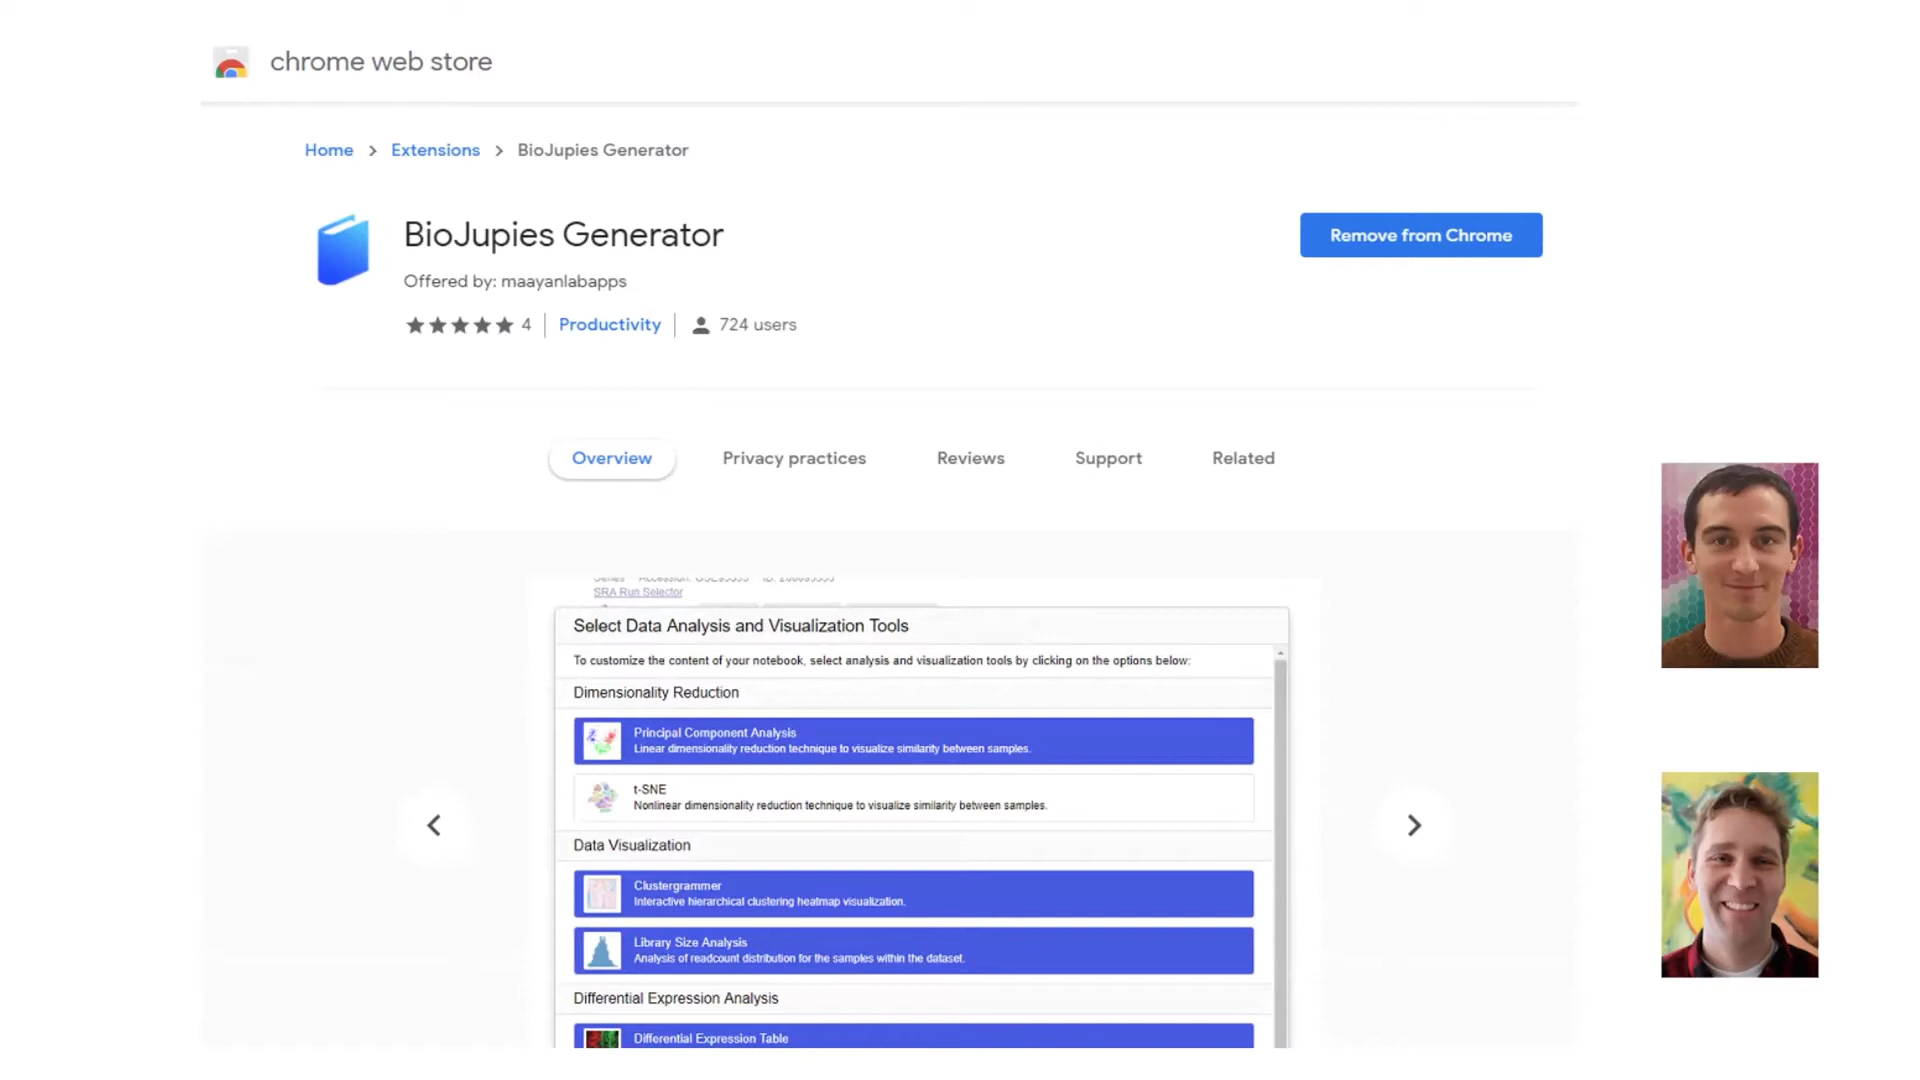 chrome web store
Home > Extensions > BioJupies Generator
BioJupies Generator
Remove from Chrome
Offered by: maayanlabapps
4 Productivity 724 users
Overview Privacy practices Reviews Support Related
SRA Run Selector
Select Data Analysis and Visualization Tools
To customize the content of your notebook, select analysis and visualization tools by clicking on the options below:
Dimensionality Reduction
Principal Component Analysis
Linear dimensionality reduction technique to visualize similarity between samples.
t-SNE
Nonlinear dimensionality reduction technique to visualize similarity between samples.
Data Visualization
Clustergrammer
Interactive hierarchical clustering heatmap visualization.
Library Size Analysis
Analysis of readcount distribution for the samples within the dataset.
Differential Expression Analysis
Differential Expression Table